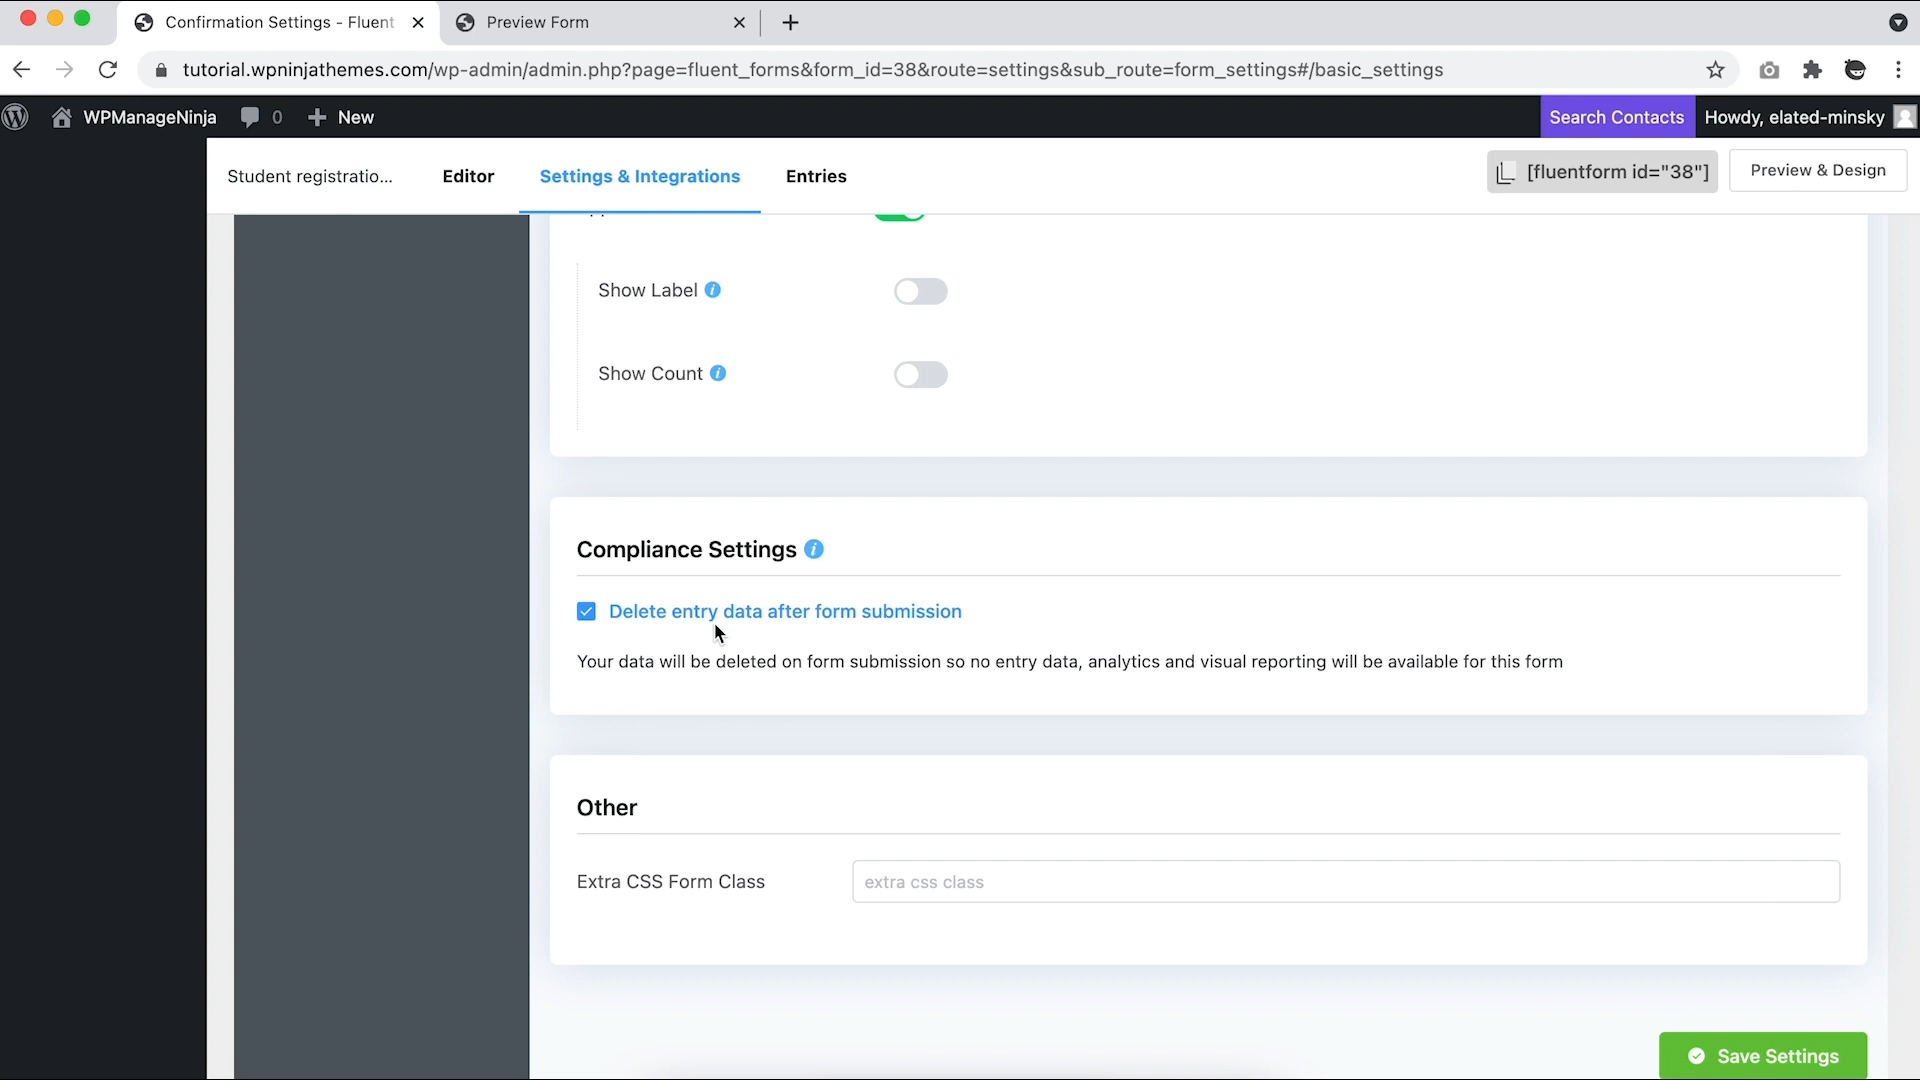 Confirmation Settings - Fluent
Preview Form
tutorial.wpninjathemes.com/wp-admin/admin.php?page=fluent_forms&form_id=38&route=settings&sub_route=form_settings#/basic_settings
WPManageNinja
0
New
Search Contacts
Howdy, elated-minsky
Student registratio...
Editor
Settings & Integrations
Entries
[fluentform id="38"]
Preview & Design
Show Label
Show Count
Compliance Settings
Delete entry data after form submission
Your data will be deleted on form submission so no entry data, analytics and visual reporting will be available for this form
Other
Extra CSS Form Class
extra css class
Save Settings